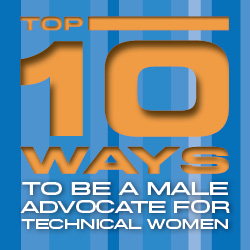 TOP
10
WAYS
TO BE A MALE
ADVOCATE FOR
TECHNICAL WOMEN